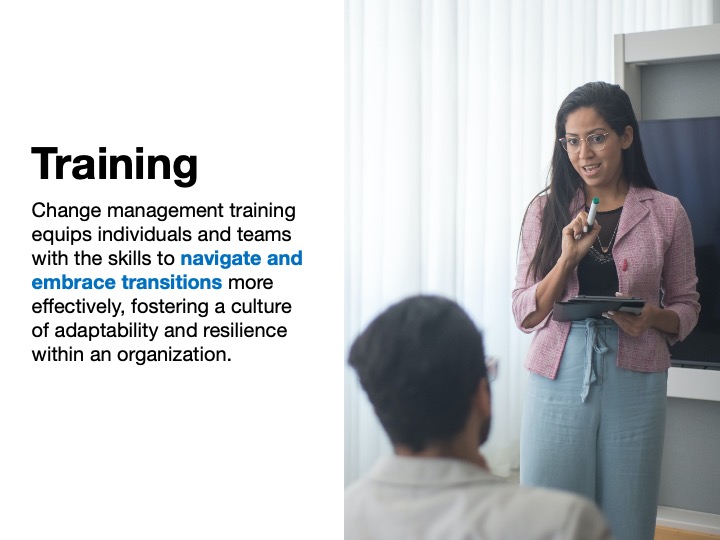 Training
Change management training
equips individuals and teams
with the skills to navigate and
embrace transitions more
effectively, fostering a culture
of adaptability and resilience
within an organization.